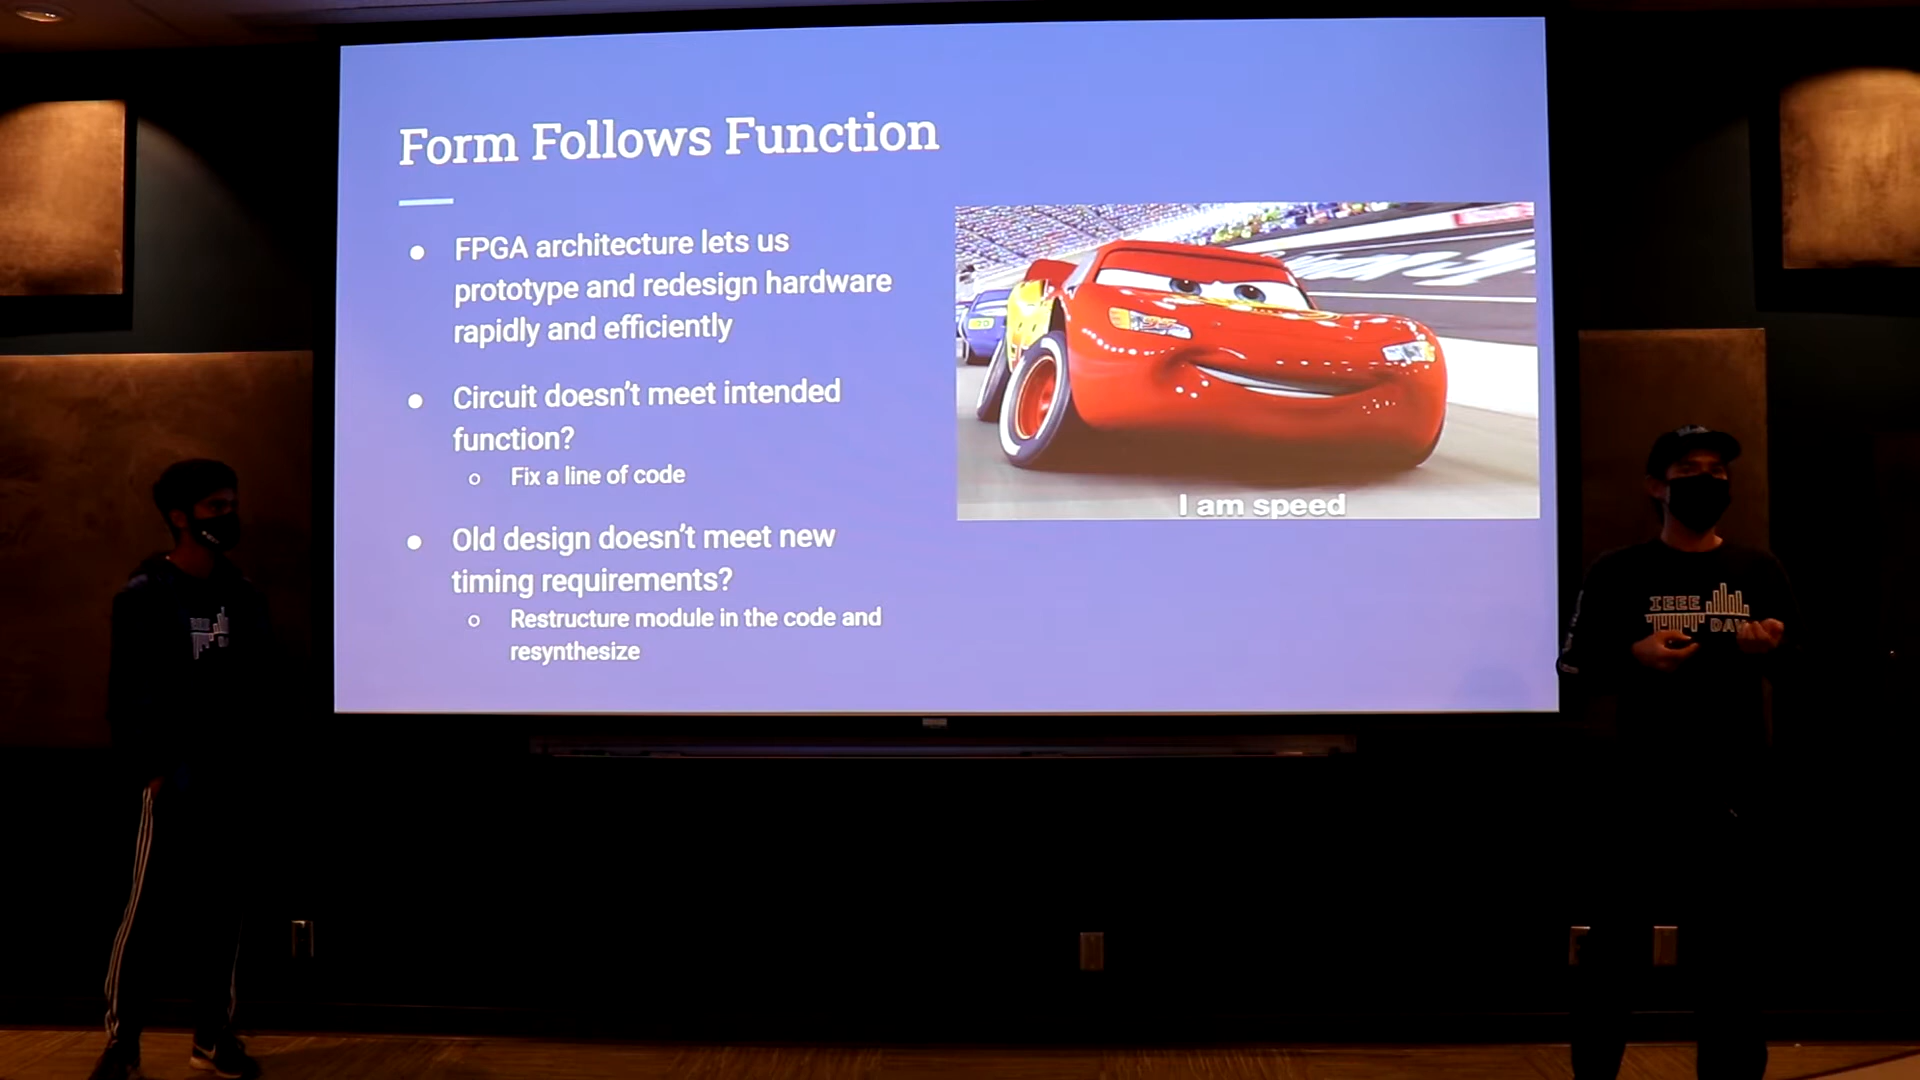 Form Follows Function
FPGA architecture lets us
prototype and redesign hardware
rapidly and efficiently
Circuit doesn't meet intended
function?
Fix a line of code
Old design doesn't meet new
timing requirements?
Restructure module in the code and
resynthesize
95
I am speed
IEEE
DAV